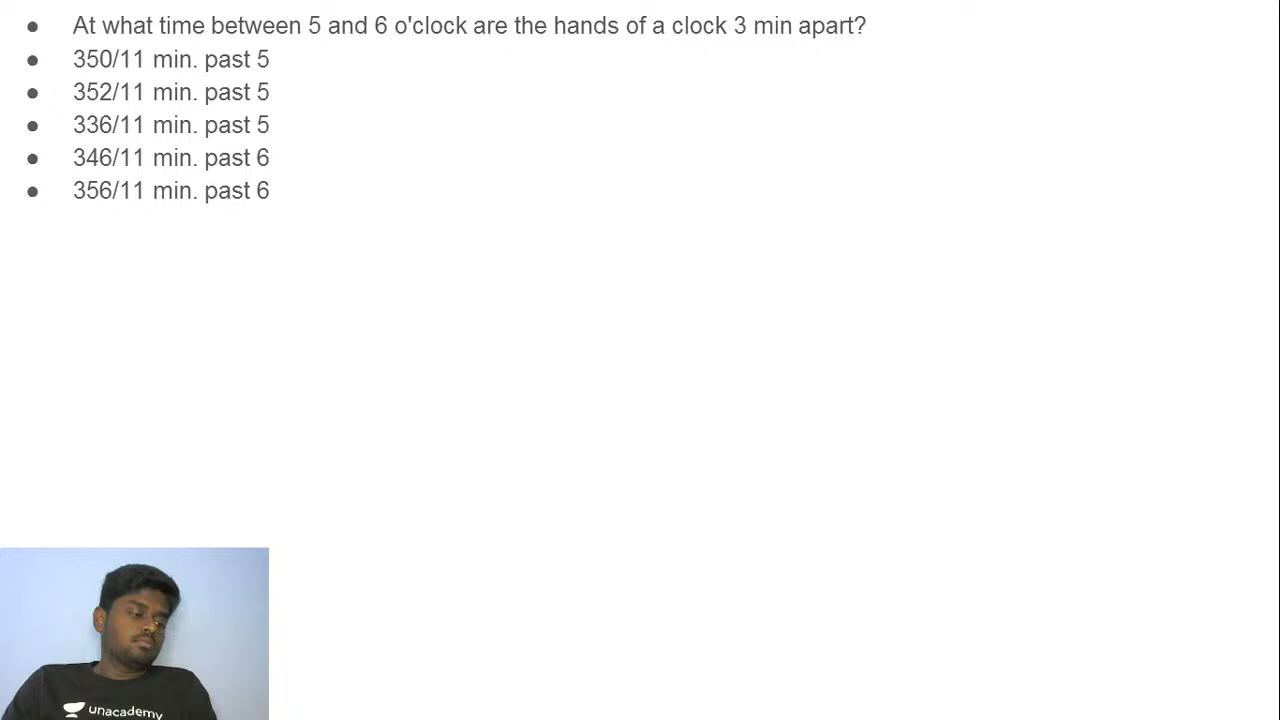 ● At what time between 5 and 6 o'clock are the hands of a clock 3 min apart?
● 350/11 min. past 5
● 352/11 min. past 5
● 336/11 min. past 5
● 346/11 min. past 6
● 356/11 min. past 6
unacademy